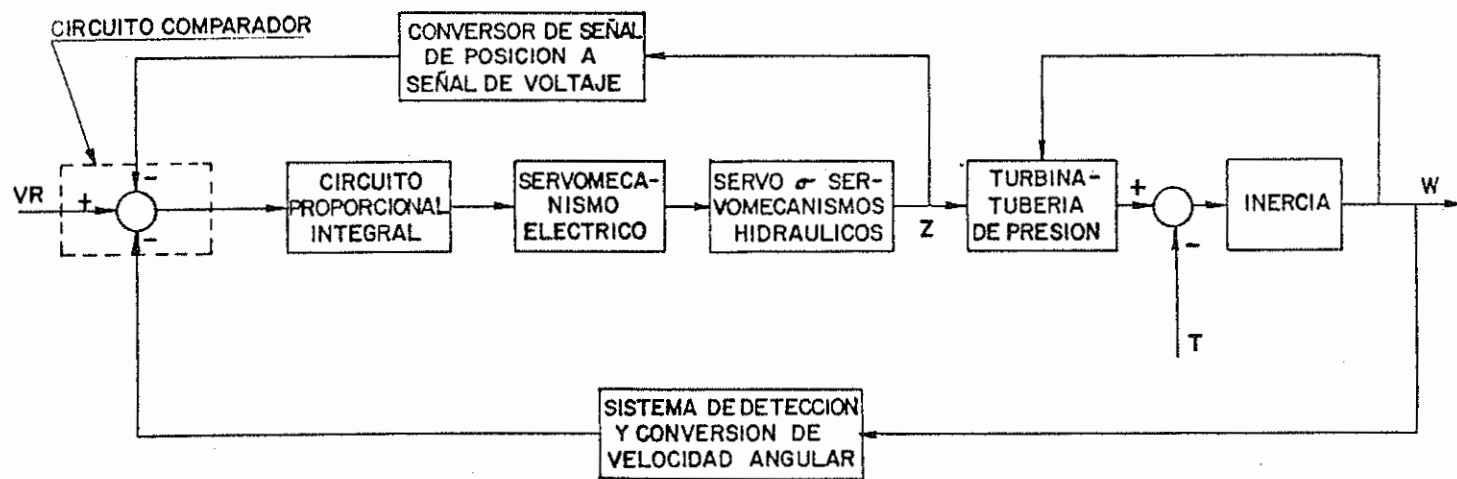 CIRCUITO COMPARADOR
CONVERSOR DE SEÑAL
DE POSICION A
SEÑAL DE VOLTAJE
VR
+
-
-
CIRCUITO
PROPORCIONAL
INTEGRAL
SERVOMECA-
NISMO
ELECTRICO
SERVO σ SER-
VOMECANISMOS
HIDRAULICOS
Z
TURBINA-
TUBERIA
DE PRESION
+
-
T
INERCIA
W
SISTEMA DE DETECCION
Y CONVERSION DE
VELOCIDAD ANGULAR